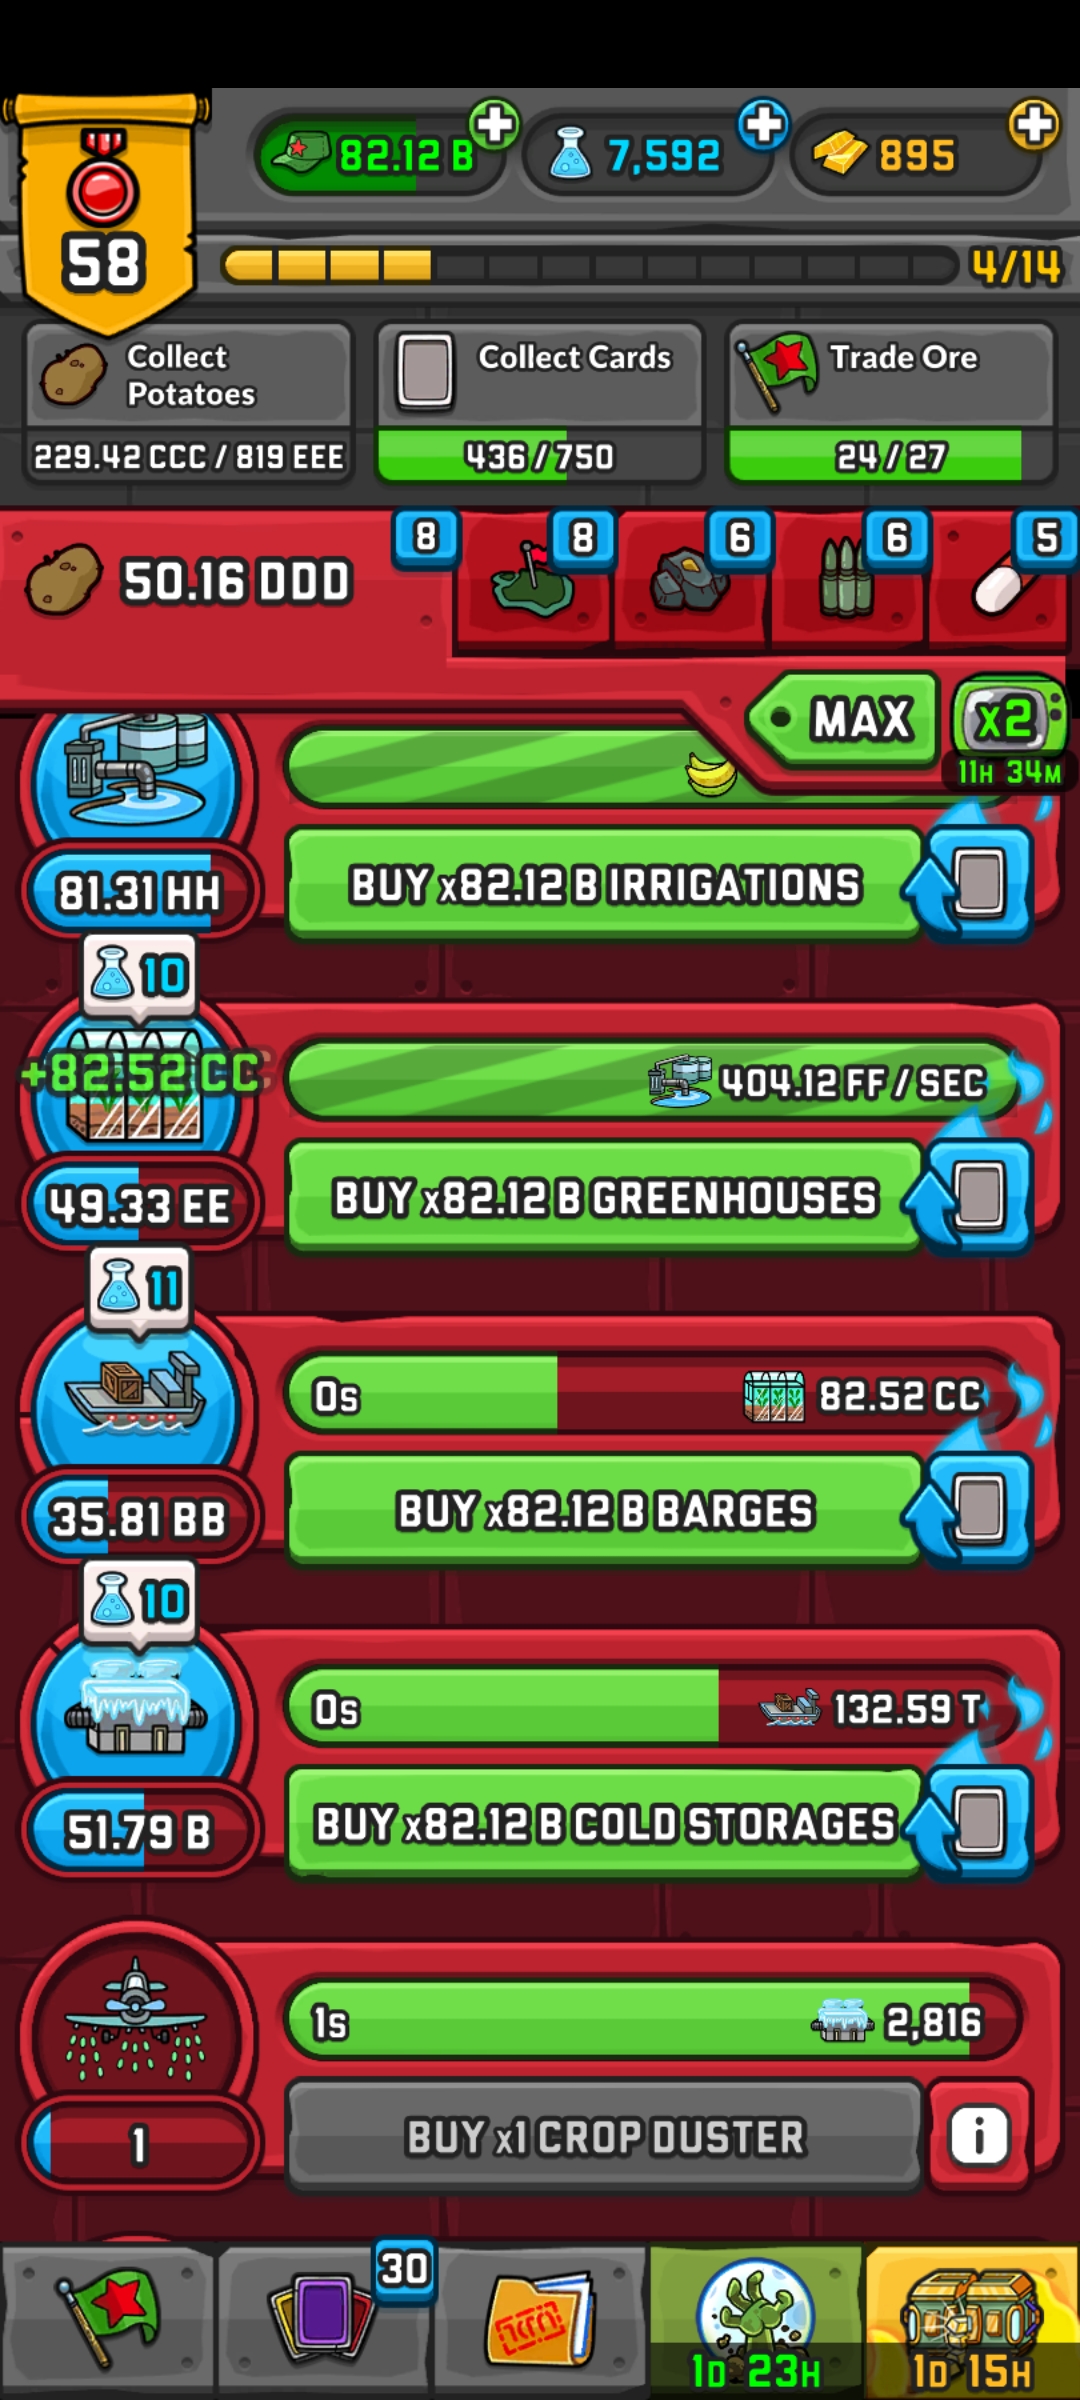 82.12 B
7,592
895
58
4/14
Collect
Potatoes
229.42 CCC / 819 EEE
Collect Cards
436 / 750
Trade Ore
24 / 27
50.16 DDD
8
8
6
6
5
MAX
x2
11H 34M
81.31 HH
BUY x82.12 B IRRIGATIONS
10
+82.52 CC
404.12 FF / SEC
49.33 EE
BUY x82.12 B GREENHOUSES
11
0s
82.52 CC
35.81 BB
BUY x82.12 B BARGES
10
0s
132.59 T
51.79 B
BUY x82.12 B COLD STORAGES
1s
2,816
1
BUY x1 CROP DUSTER
i
30
1D 23H
1D 15H